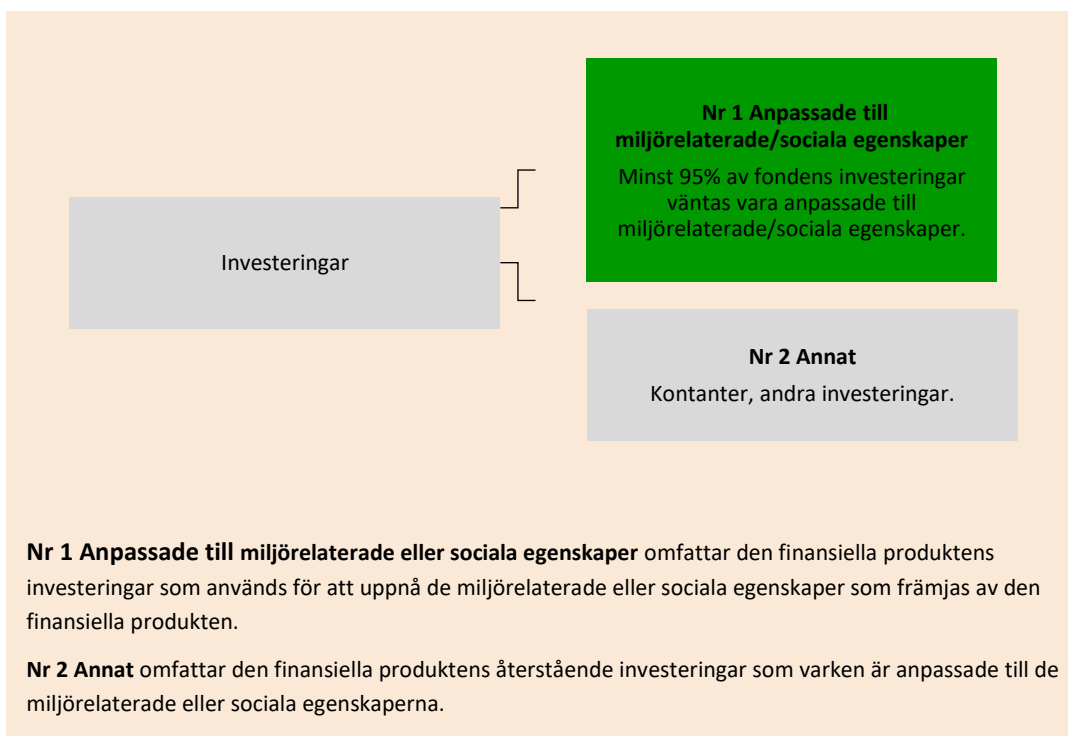 Nr 1 Anpassade till
miljörelaterade/sociala egenskaper
Minst 95% av fondens investeringar
väntas vara anpassade till
miljörelaterade/sociala egenskaper.
Investeringar
Nr 2 Annat
Kontanter, andra investeringar.
Nr 1 Anpassade till miljörelaterade eller sociala egenskaper omfattar den finansiella produktens
investeringar som används för att uppnå de miljörelaterade eller sociala egenskaper som främjas av den
finansiella produkten.
Nr 2 Annat omfattar den finansiella produktens återstående investeringar som varken är anpassade till de
miljörelaterade eller sociala egenskaperna.